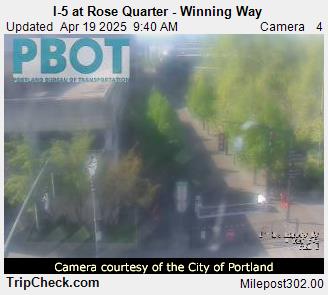 I-5 at Rose Quarter - Winning Way
Updated Apr 19 2025 9:40 AM Camera 4
PBOT
PORTLAND BUREAU OF TRANSPORTATION
Camera courtesy of the City of Portland
TripCheck.com Milepost302.00